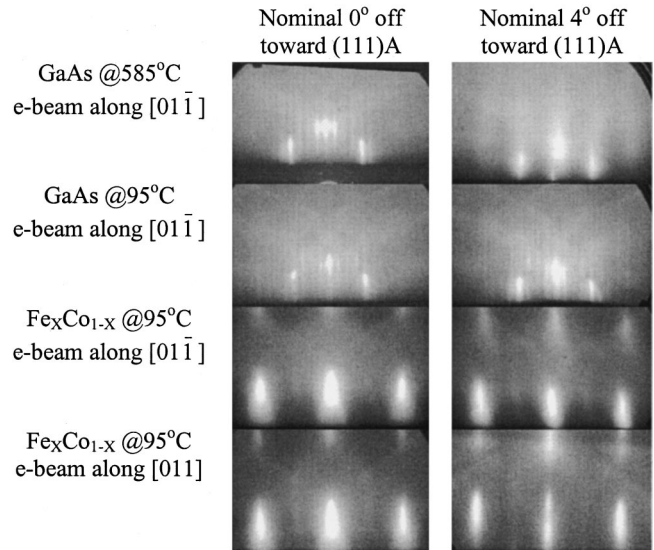 Nominal 0° off
toward (111)A
Nominal 4° off
toward (111)A
GaAs @585°C
e-beam along [011̄]
GaAs @95°C
e-beam along [011̄]
FeXCo1-X @95°C
e-beam along [011̄]
FeXCo1-X @95°C
e-beam along [011]